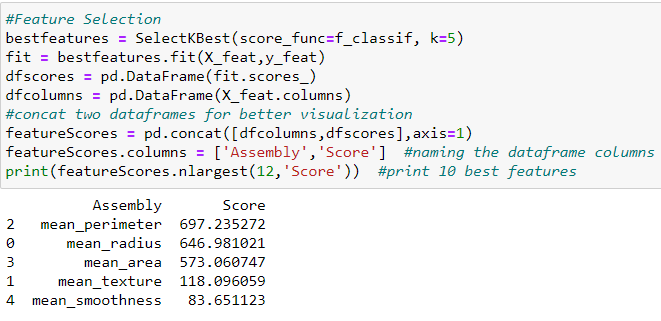 #Feature Selection
bestfeatures = SelectKBest(score_func=f_classif, k=5)
fit = bestfeatures.fit(X_feat,y_feat)
dfscores = pd.DataFrame(fit.scores_)
dfcolumns = pd.DataFrame(X_feat.columns)
#concat two dataframes for better visualization
featureScores = pd.concat([dfcolumns,dfscores],axis=1)
featureScores.columns = ['Assembly','Score']  #naming the dataframe columns
print(featureScores.nlargest(12,'Score'))  #print 10 best features
          Assembly       Score
2   mean_perimeter  697.235272
0      mean_radius  646.981021
3        mean_area  573.060747
1     mean_texture  118.096059
4  mean_smoothness   83.651123